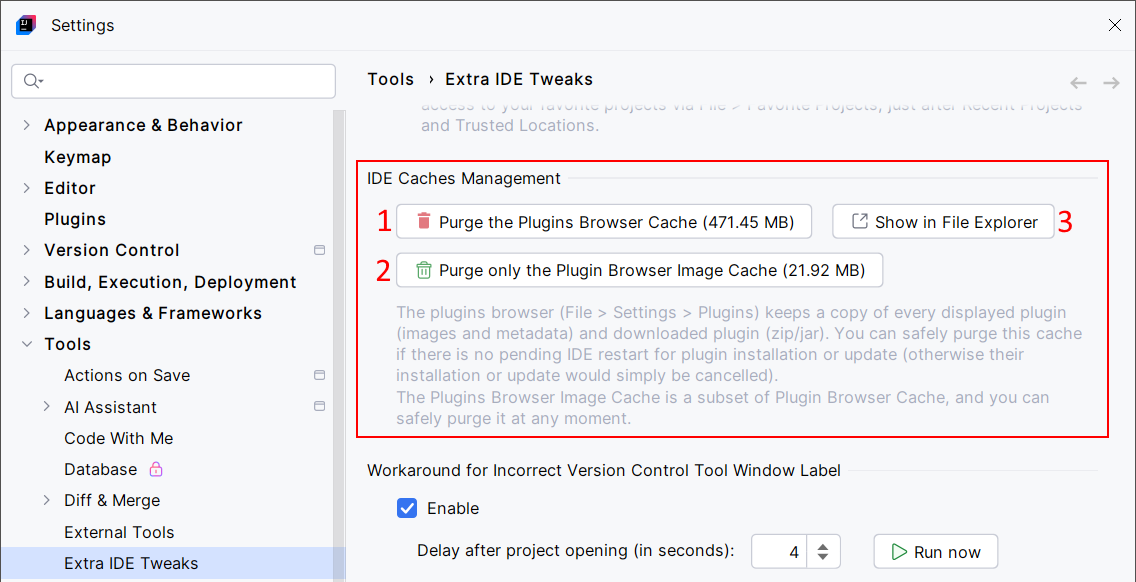 Settings
Tools › Extra IDE Tweaks
access to your favorite projects via File > Favorite Projects, just after Recent Projects
and Trusted Locations.
Appearance & Behavior
Keymap
Editor
Plugins
Version Control
Build, Execution, Deployment
Languages & Frameworks
Tools
Actions on Save
AI Assistant
Code With Me
Database
Diff & Merge
External Tools
Extra IDE Tweaks
IDE Caches Management
1 Purge the Plugins Browser Cache (471.45 MB) Show in File Explorer 3
2 Purge only the Plugin Browser Image Cache (21.92 MB)
The plugins browser (File > Settings > Plugins) keeps a copy of every displayed plugin
(images and metadata) and downloaded plugin (zip/jar). You can safely purge this cache
if there is no pending IDE restart for plugin installation or update (otherwise their
installation or update would simply be cancelled).
The Plugins Browser Image Cache is a subset of Plugin Browser Cache, and you can
safely purge it at any moment.
Workaround for Incorrect Version Control Tool Window Label
Enable
Delay after project opening (in seconds): 4 Run now